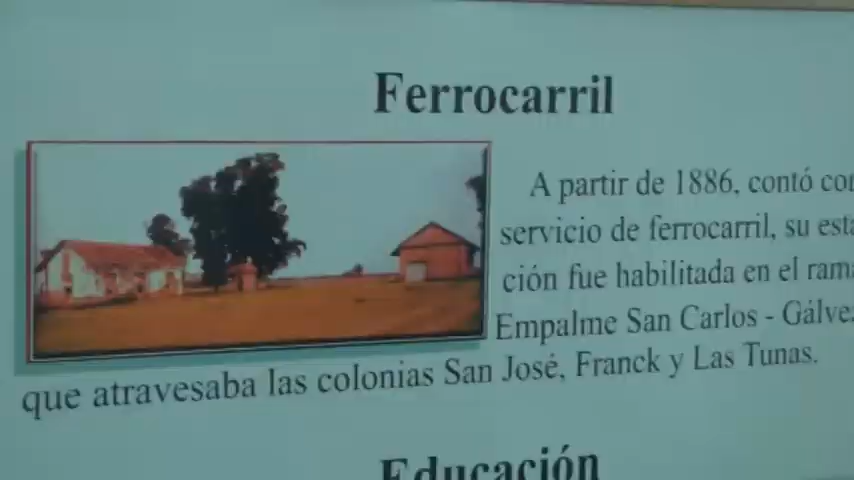 Ferrocarril
A partir de 1886, contó con
servicio de ferrocarril, su esta
ción fue habilitada en el rama
Empalme San Carlos - Gálvez
que atravesaba las colonias San José, Franck y Las Tunas.
Educación